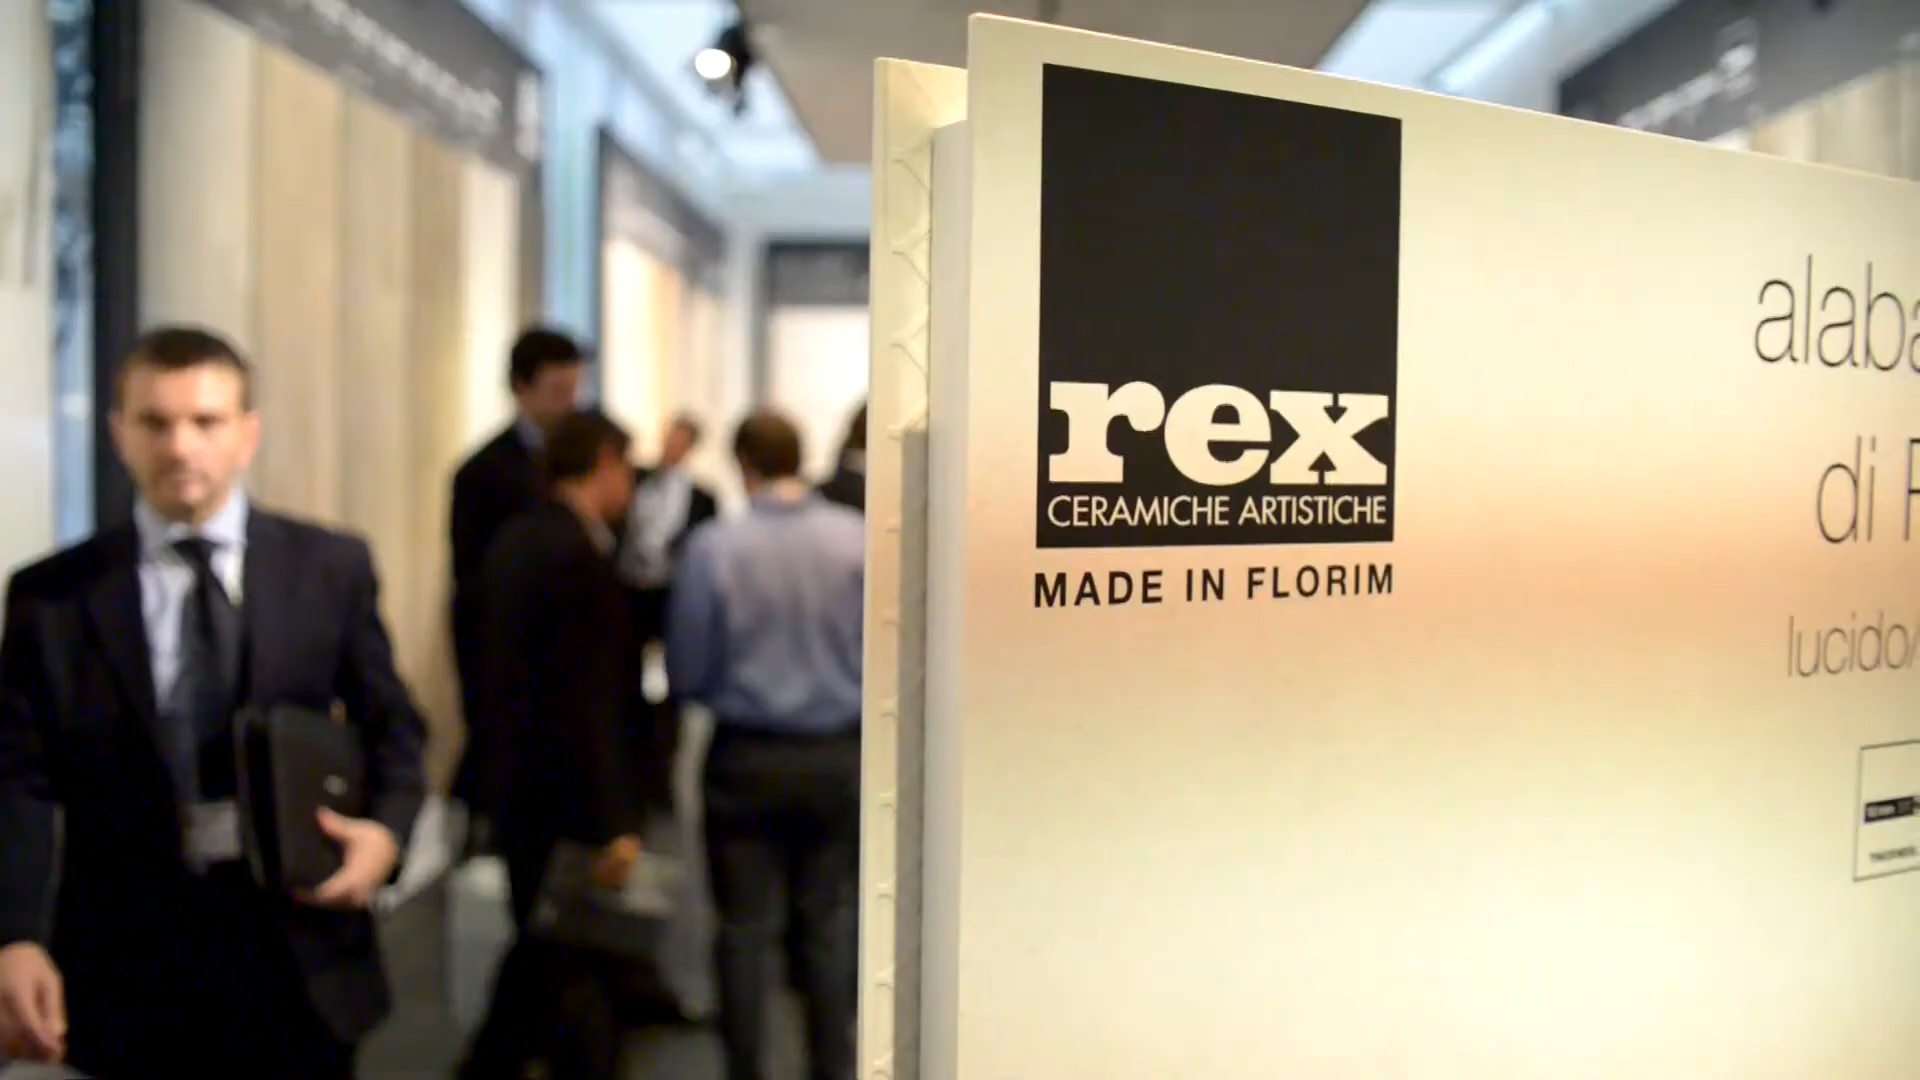 rex
CERAMICHE ARTISTICHE
MADE IN FLORIM
alaba
di
lucido/